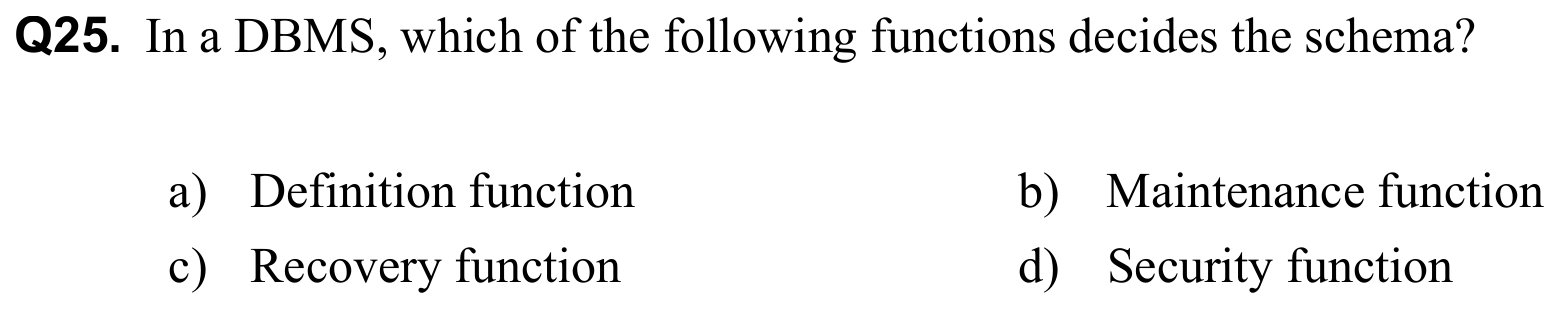 Q25. In a DBMS, which of the following functions decides the schema?
a) Definition function b) Maintenance function
c) Recovery function d) Security function